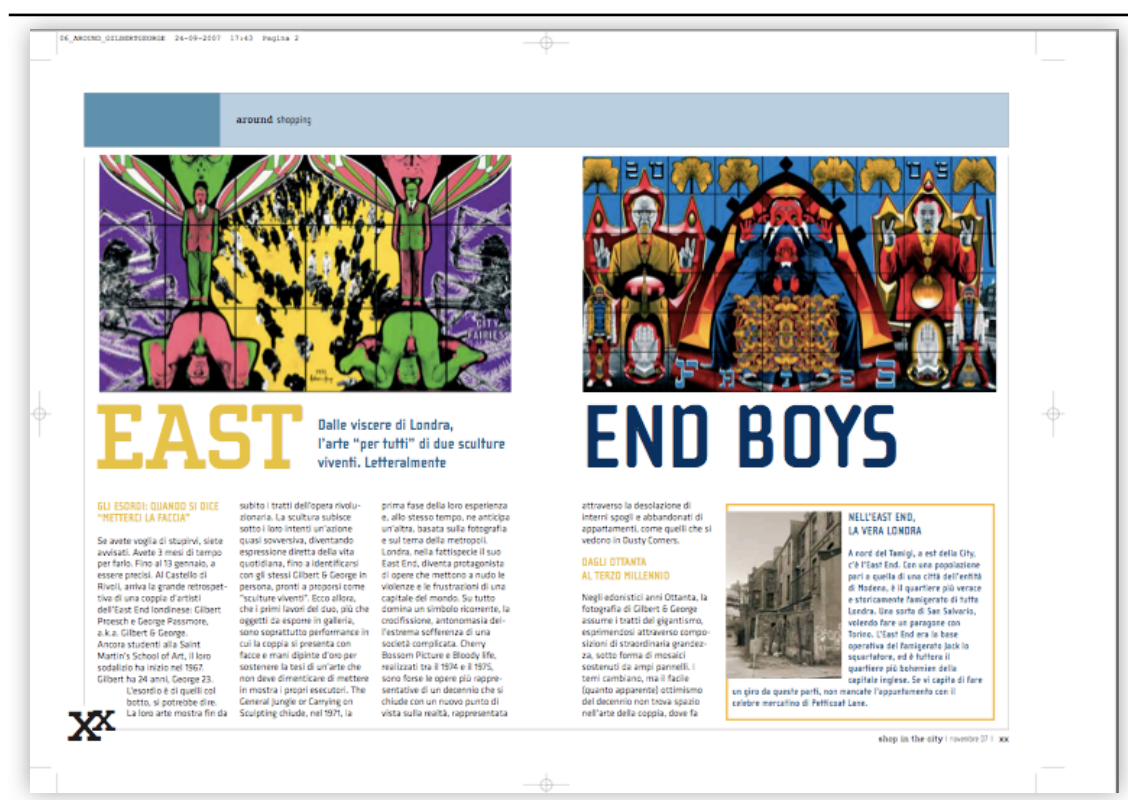 06_AROUND_GILBERTGEORGE 24-09-2007 17:43 Pagina 2
around shopping
CITY
FAIRIES
20 05
FATES
EAST
Dalle viscere di Londra,
l'arte "per tutti" di due sculture
viventi. Letteralmente
END BOYS
GLI ESORDI: QUANDO SI DICE
"METTERCI LA FACCIA"
Se avete voglia di stupirvi, siete
avvisati. Avete 3 mesi di tempo
per farlo. Fino al 13 gennaio, a
essere precisi. Al Castello di
Rivoli, arriva la grande retrospet-
tiva di una coppia d'artisti
dell'East End londinese: Gilbert
Proesch e George Passmore,
a.k.a. Gilbert & George.
Ancora studenti alla Saint
Martin's School of Art, il loro
sodalizio ha inizio nel 1967.
Gilbert ha 24 anni, George 23.
L'esordio è di quelli col
botto, si potrebbe dire.
La loro arte mostra fin da
subito i tratti dell'opera rivolu-
zionaria. La scultura subisce
sotto i loro intenti un'azione
quasi sovversiva, diventando
espressione diretta della vita
quotidiana, fino a identificarsi
con gli stessi Gilbert & George in
persona, pronti a proporsi come
"sculture viventi". Ecco allora,
che i primi lavori del duo, più che
oggetti da esporre in galleria,
sono soprattutto performance in
cui la coppia si presenta con
facce e mani dipinte d'oro per
sostenere la tesi di un'arte che
non deve dimenticare di mettere
in mostra i propri esecutori. The
General Jungle or Carrying on
Sculpting chiude, nel 1971, la
prima fase della loro esperienza
e, allo stesso tempo, ne anticipa
un'altra, basata sulla fotografia
e sul tema della metropoli.
Londra, nella fattispecie il suo
East End, diventa protagonista
di opere che mettono a nudo le
violenze e le frustrazioni di una
capitale del mondo. Su tutto
domina un simbolo ricorrente, la
crocifissione, antonomasia del-
l'estrema sofferenza di una
società complicata. Cherry
Blossom Picture e Bloody life,
realizzati tra il 1974 e il 1975,
sono forse le opere più rappre-
sentative di un decennio che si
chiude con un nuovo punto di
vista sulla realtà, rappresentata
attraverso la desolazione di
interni spogli e abbandonati di
appartamenti, come quelli che si
vedono in Dusty Corners.
DAGLI OTTANTA
AL TERZO MILLENNIO
Negli edonistici anni Ottanta, la
fotografia di Gilbert & George
assume i tratti del gigantismo,
esprimendosi attraverso compo-
sizioni di straordinaria grandez-
za, sotto forma di mosaici
sostenuti da ampi pannelli. I
temi cambiano, ma il facile
(quanto apparente) ottimismo
del decennio non trova spazio
nell'arte della coppia, dove fa
NELL'EAST END,
LA VERA LONDRA
A nord del Tamigi, a est della City,
c'è l'East End. Con una popolazione
pari a quella di una città dell'entità
di Modena, è il quartiere più verace
e storicamente famigerato di tutta
Londra. Una sorta di San Salvario,
volendo fare un paragone con
Torino. L'East End era la base
operativa del famigerato Jack lo
squartatore, ed è tuttora il
quartiere più bohemien della
capitale inglese. Se vi capita di fare
un giro da queste parti, non mancate l'appuntamento con il
celebre mercatino di Petticoat Lane.
XX
shop in the city | novembre 07 | xx